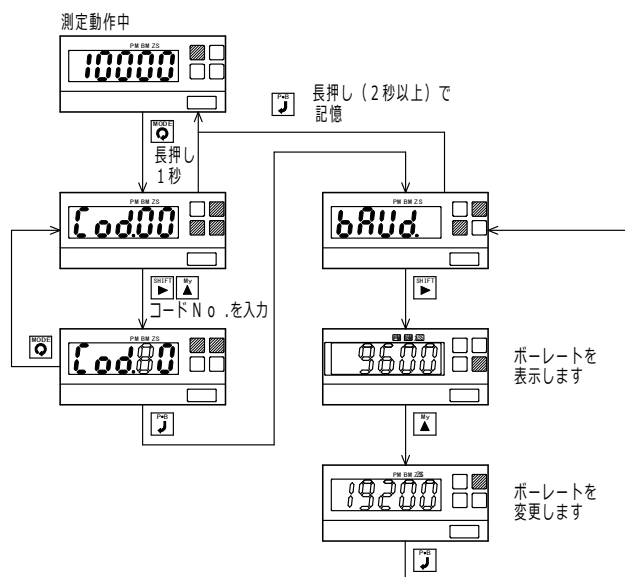 測定動作中
PM BM ZS
10000
MODE
長押し
1秒
P•B
長押し（2秒以上）で
記憶
PM BM ZS
Cod.00
SHIFT
My
コードNo.を入力
MODE
PM BM ZS
Cod.80
P•B
PM BM ZS
bAUd.
SHIFT
9600
ボーレートを
表示します
My
PM BM ZS
19200
ボーレートを
変更します
P•B